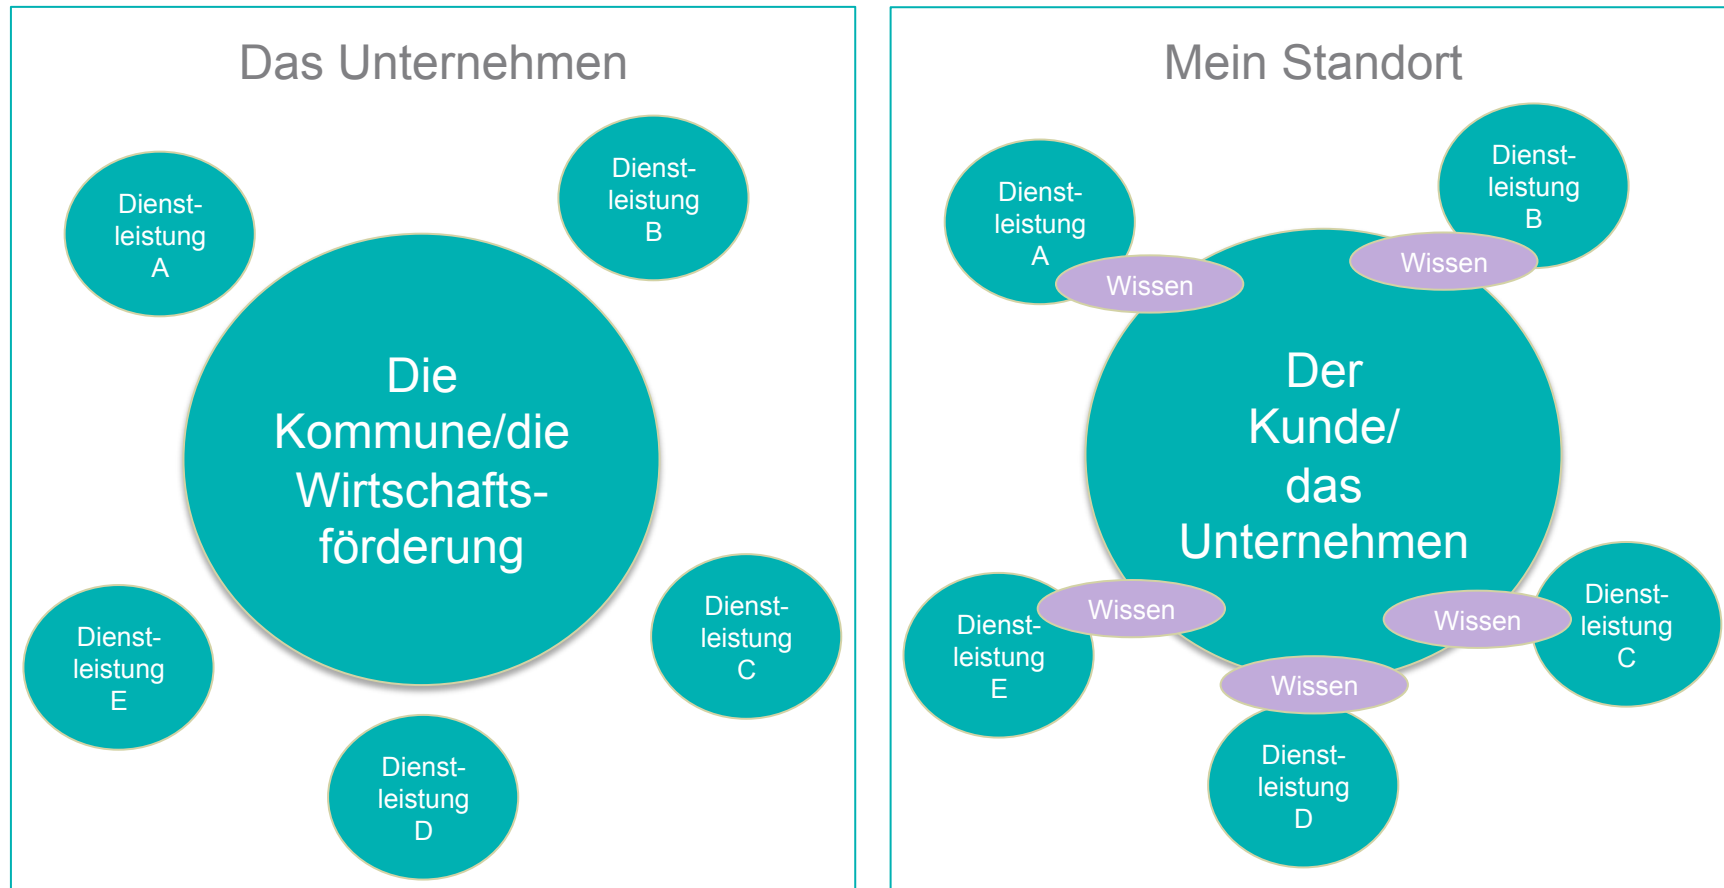 Das Unternehmen
Dienst-
leistung
A
Dienst-
leistung
B
Die
Kommune/die
Wirtschafts-
förderung
Dienst-
leistung
C
Dienst-
leistung
E
Dienst-
leistung
D
Mein Standort
Dienst-
leistung
A
Wissen
Dienst-
leistung
B
Wissen
Der
Kunde/
das
Unternehmen
Wissen
Dienst-
leistung
E
Wissen
Dienst-
leistung
C
Wissen
Dienst-
leistung
D